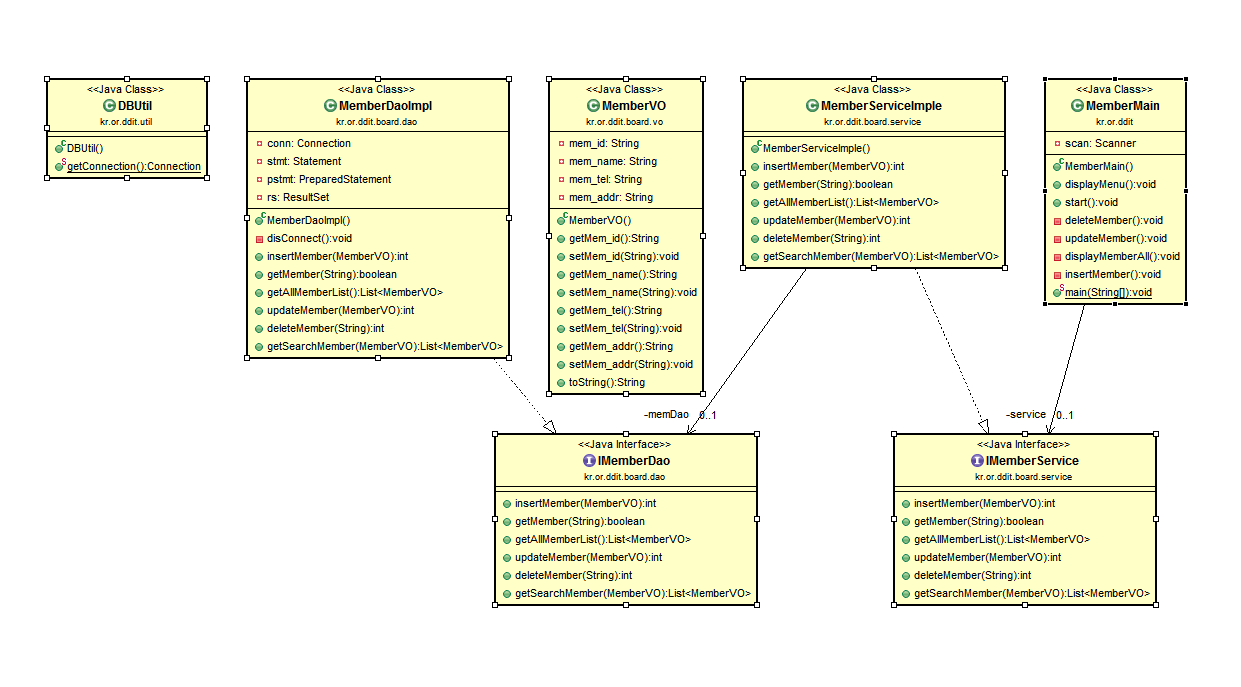 <<Java Class>>
DBUtil
kr.or.ddit.util
DBUtil()
getConnection():Connection
<<Java Class>>
MemberDaoImpl
kr.or.ddit.board.dao
conn: Connection
stmt: Statement
pstmt: PreparedStatement
rs: ResultSet
MemberDaoImpl()
disConnect():void
insertMember(MemberVO):int
getMember(String):boolean
getAllMemberList():List<MemberVO>
updateMember(MemberVO):int
deleteMember(String):int
getSearchMember(MemberVO):List<MemberVO>
<<Java Class>>
MemberVO
kr.or.ddit.board.vo
mem_id: String
mem_name: String
mem_tel: String
mem_addr: String
MemberVO()
getMem_id():String
setMem_id(String):void
getMem_name():String
setMem_name(String):void
getMem_tel():String
setMem_tel(String):void
getMem_addr():String
setMem_addr(String):void
toString():String
<<Java Class>>
MemberServiceImple
kr.or.ddit.board.service
MemberServiceImple()
insertMember(MemberVO):int
getMember(String):boolean
getAllMemberList():List<MemberVO>
updateMember(MemberVO):int
deleteMember(String):int
getSearchMember(MemberVO):List<MemberVO>
<<Java Class>>
MemberMain
kr.or.ddit
scan: Scanner
MemberMain()
displayMenu():void
start():void
deleteMember():void
updateMember():void
displayMemberAll():void
insertMember():void
main(String[]):void
-memDao 0..1
-service 0..1
<<Java Interface>>
IMemberDao
kr.or.ddit.board.dao
insertMember(MemberVO):int
getMember(String):boolean
getAllMemberList():List<MemberVO>
updateMember(MemberVO):int
deleteMember(String):int
getSearchMember(MemberVO):List<MemberVO>
<<Java Interface>>
IMemberService
kr.or.ddit.board.service
insertMember(MemberVO):int
getMember(String):boolean
getAllMemberList():List<MemberVO>
updateMember(MemberVO):int
deleteMember(String):int
getSearchMember(MemberVO):List<MemberVO>